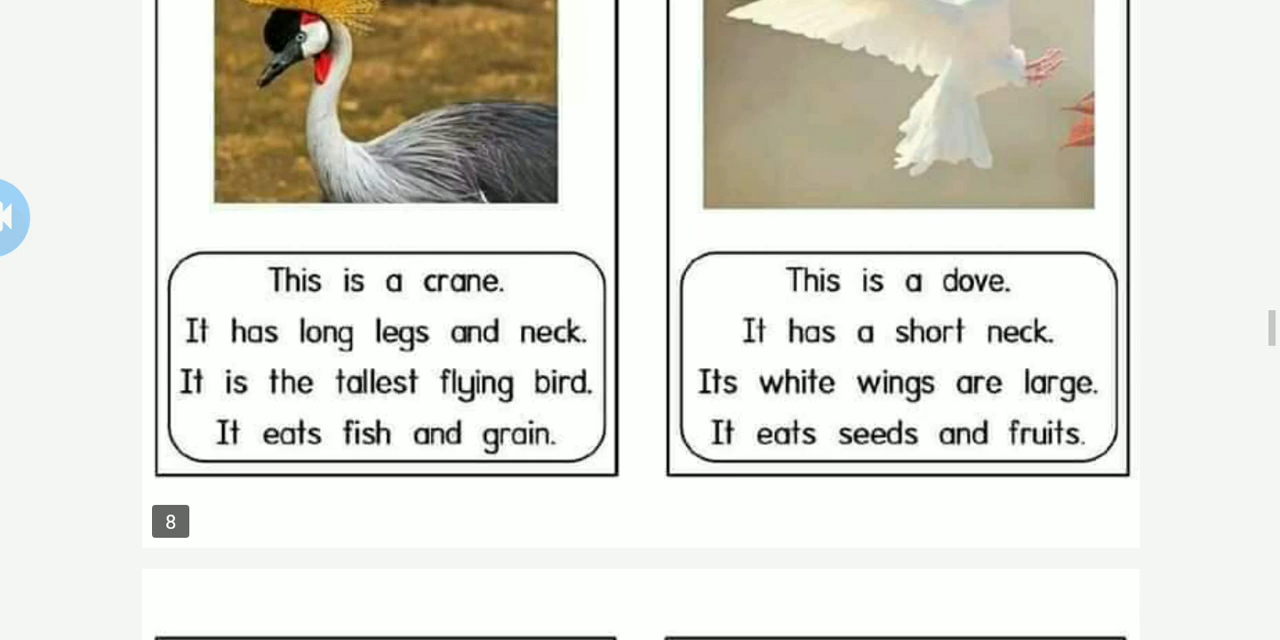 This is a crane.
It has long legs and neck.
It is the tallest flying bird.
It eats fish and grain.
This is a dove.
It has a short neck.
Its white wings are large.
It eats seeds and fruits.
8